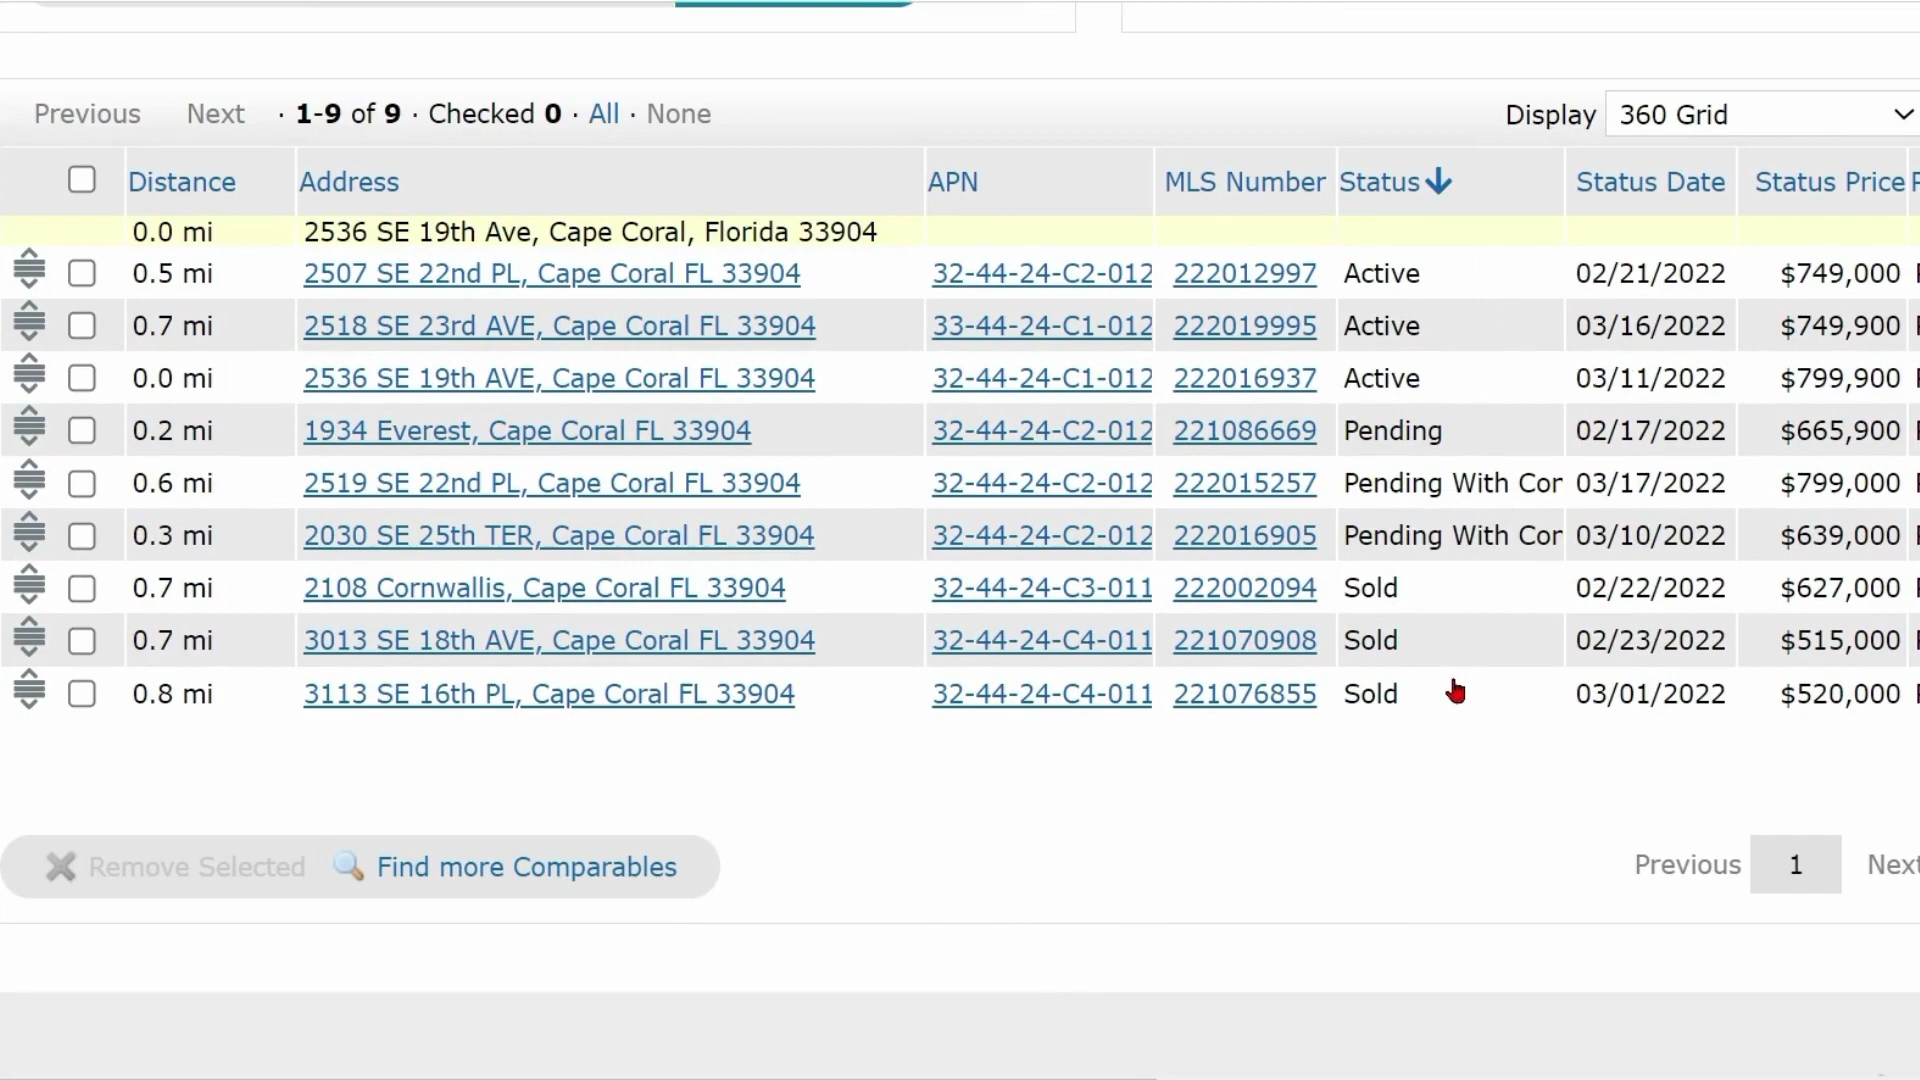 Previous Next · 1-9 of 9 · Checked 0 · All · None Display 360 Grid
Distance Address APN MLS Number Status Status Date Status Price
0.0 mi 2536 SE 19th Ave, Cape Coral, Florida 33904
0.5 mi 2507 SE 22nd PL, Cape Coral FL 33904 32-44-24-C2-012 222012997 Active 02/21/2022 $749,000
0.7 mi 2518 SE 23rd AVE, Cape Coral FL 33904 33-44-24-C1-012 222019995 Active 03/16/2022 $749,900
0.0 mi 2536 SE 19th AVE, Cape Coral FL 33904 32-44-24-C1-012 222016937 Active 03/11/2022 $799,900
0.2 mi 1934 Everest, Cape Coral FL 33904 32-44-24-C2-012 221086669 Pending 02/17/2022 $665,900
0.6 mi 2519 SE 22nd PL, Cape Coral FL 33904 32-44-24-C2-012 222015257 Pending With Cor 03/17/2022 $799,000
0.3 mi 2030 SE 25th TER, Cape Coral FL 33904 32-44-24-C2-012 222016905 Pending With Cor 03/10/2022 $639,000
0.7 mi 2108 Cornwallis, Cape Coral FL 33904 32-44-24-C3-011 222002094 Sold 02/22/2022 $627,000
0.7 mi 3013 SE 18th AVE, Cape Coral FL 33904 32-44-24-C4-011 221070908 Sold 02/23/2022 $515,000
0.8 mi 3113 SE 16th PL, Cape Coral FL 33904 32-44-24-C4-011 221076855 Sold 03/01/2022 $520,000
Remove Selected Find more Comparables Previous 1 Next